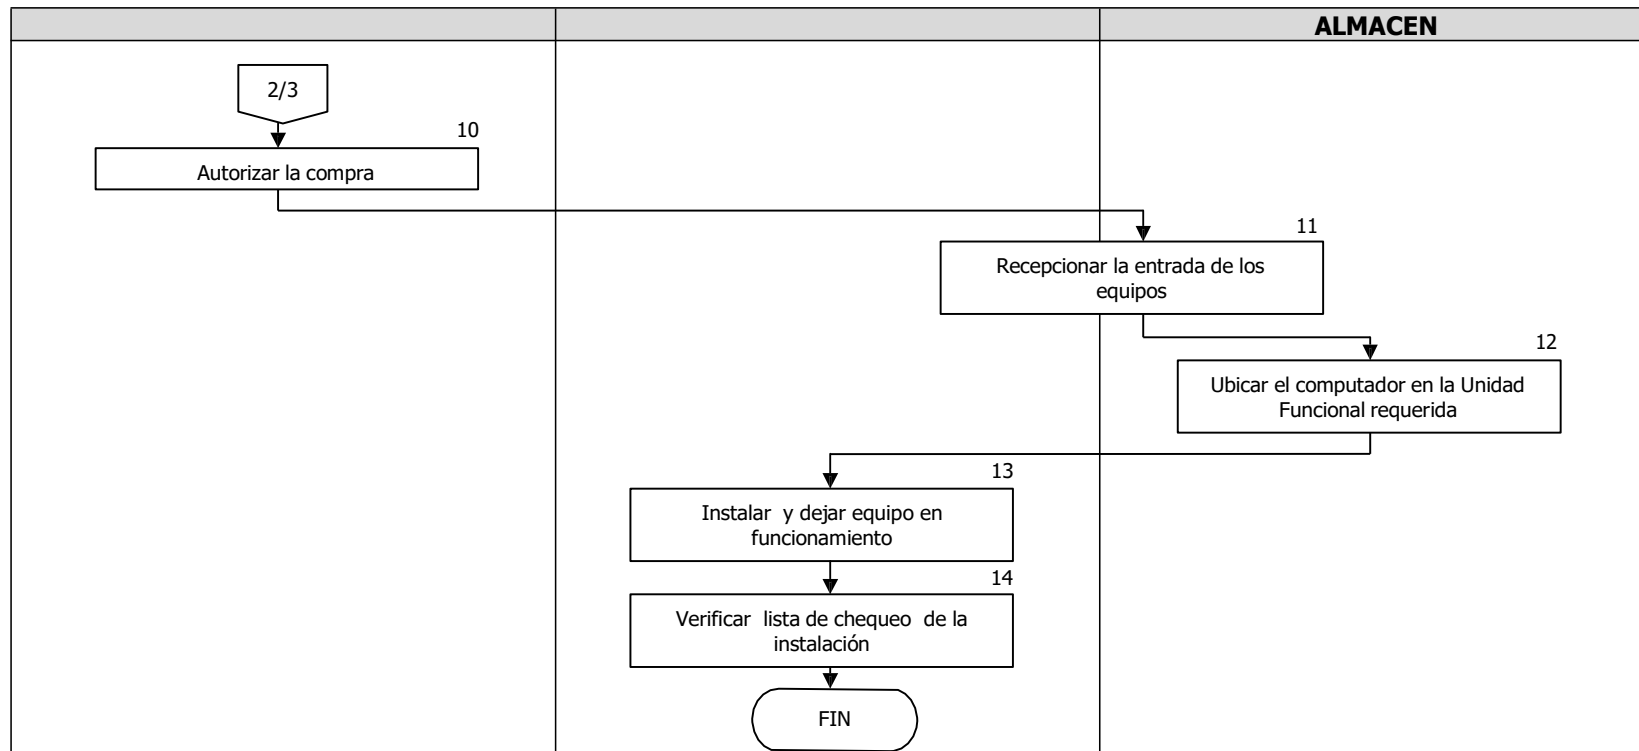 ALMACEN
2/3
10
Autorizar la compra
11
Recepcionar la entrada de los
equipos
12
Ubicar el computador en la Unidad
Funcional requerida
13
Instalar  y dejar equipo en
funcionamiento
14
Verificar  lista de chequeo  de la
instalación
FIN